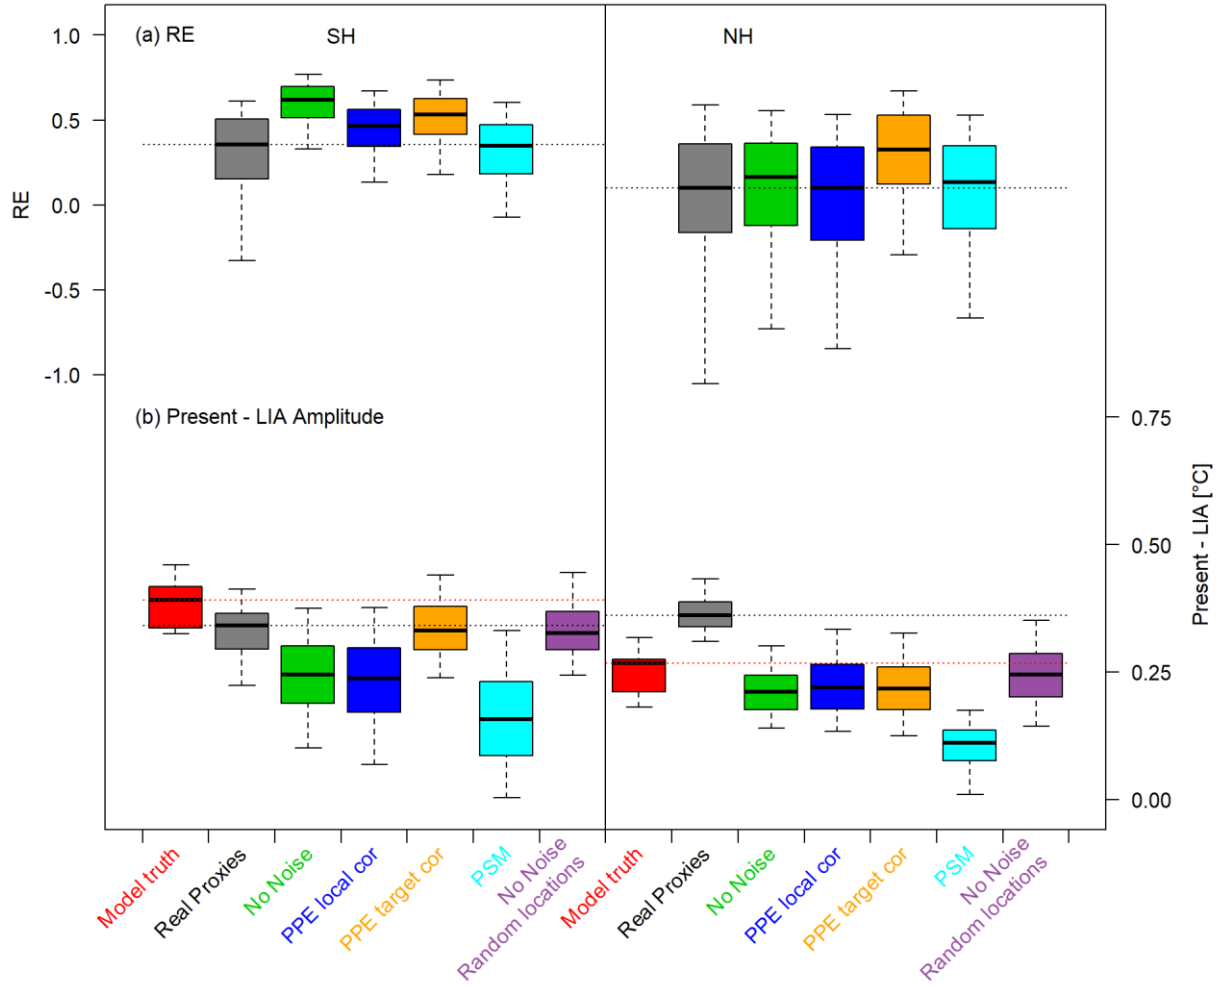 (a) RE
SH
NH
1.0
0.5
0.0
-0.5
-1.0
RE
(b) Present - LIA Amplitude
0.75
0.50
0.25
0.00
Present - LIA [°C]
Model truth
Real Proxies
No Noise
PPE local cor
PPE target cor
PSM
No Noise
Random locations
Model truth
Real Proxies
No Noise
PPE local cor
PPE target cor
PSM
No Noise
Random locations